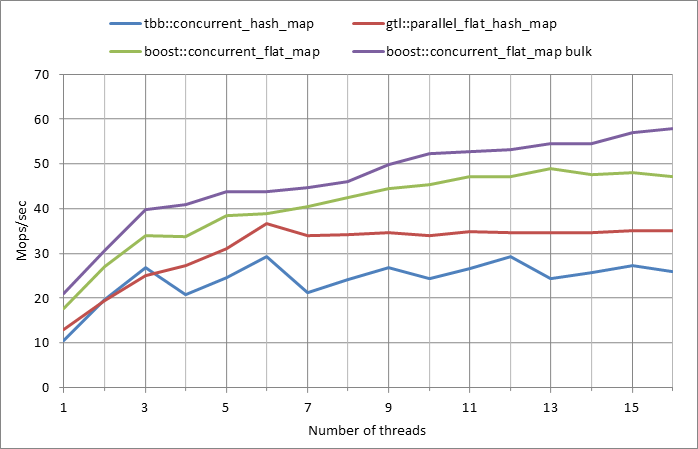 tbb::concurrent_hash_map gtl::parallel_flat_hash_map
boost::concurrent_flat_map boost::concurrent_flat_map bulk
70
60
50
40
30
20
10
0
Mops/sec
1 3 5 7 9 11 13 15
Number of threads